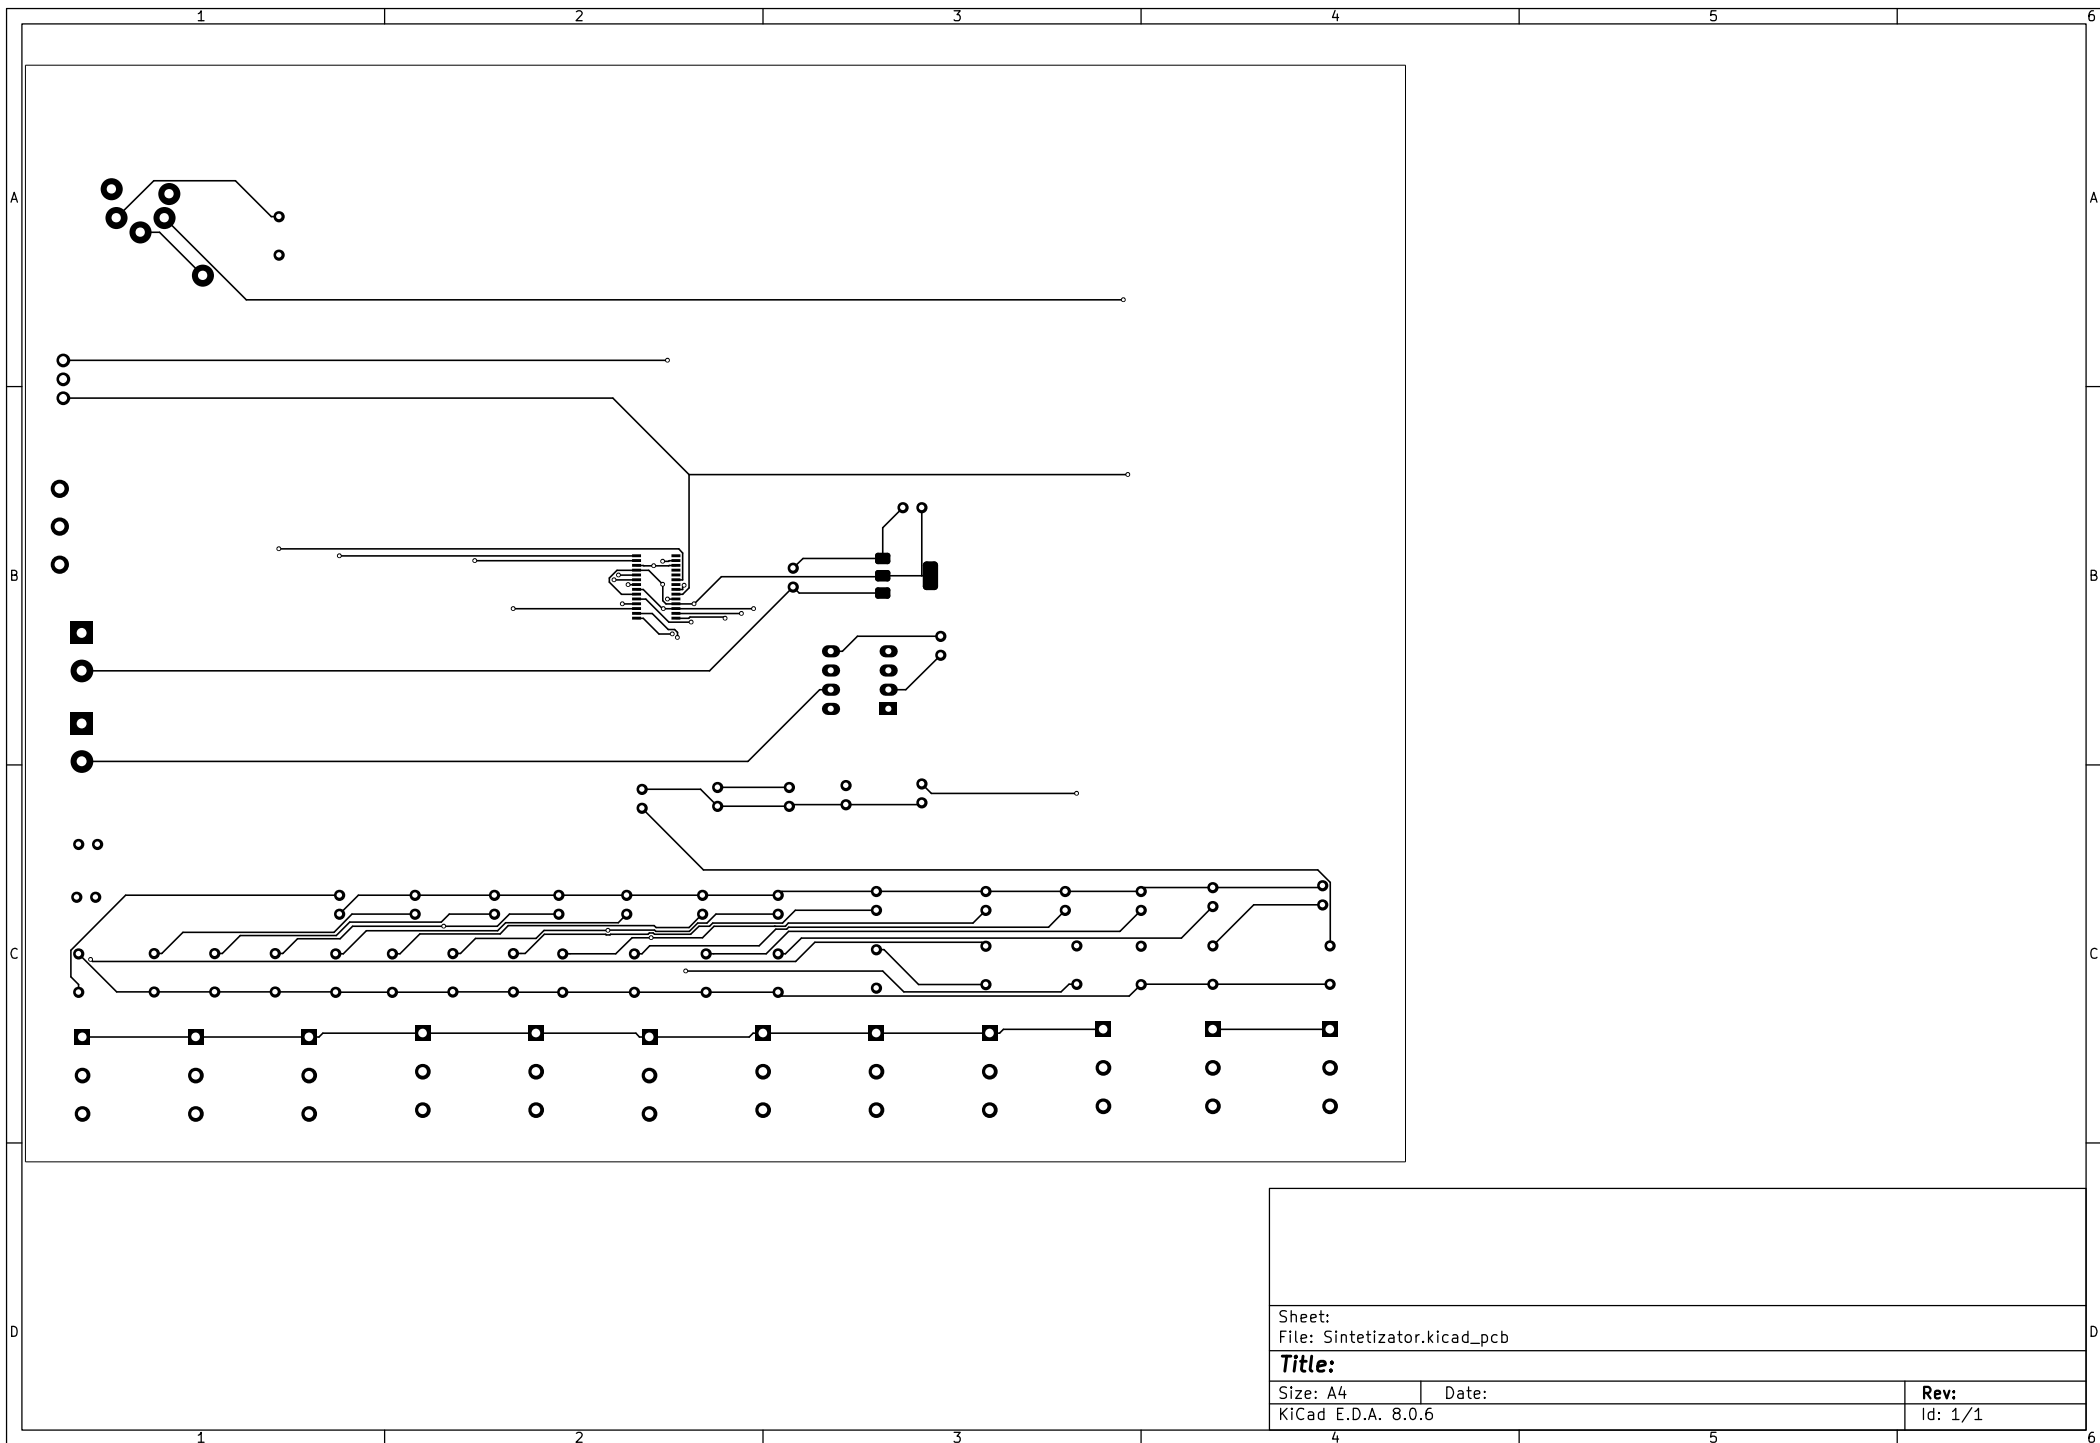 1 2 3 4 5 6
A A
B B
C C
D D
Sheet:
File: Sintetizator.kicad_pcb
Title:
Size: A4 Date: Rev:
KiCad E.D.A. 8.0.6 Id: 1/1
1 2 3 4 5 6